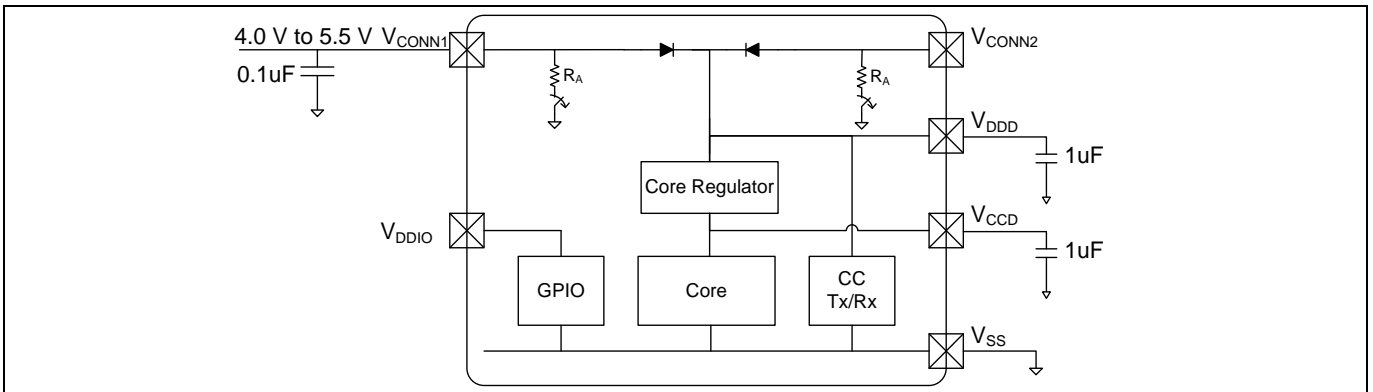 4.0 V to 5.5 V VCONN1
VCONN2
0.1uF
RA
RA
VDDD
1uF
Core Regulator
VDDIO
VCCD
1uF
GPIO
Core
CC
Tx/Rx
VSS